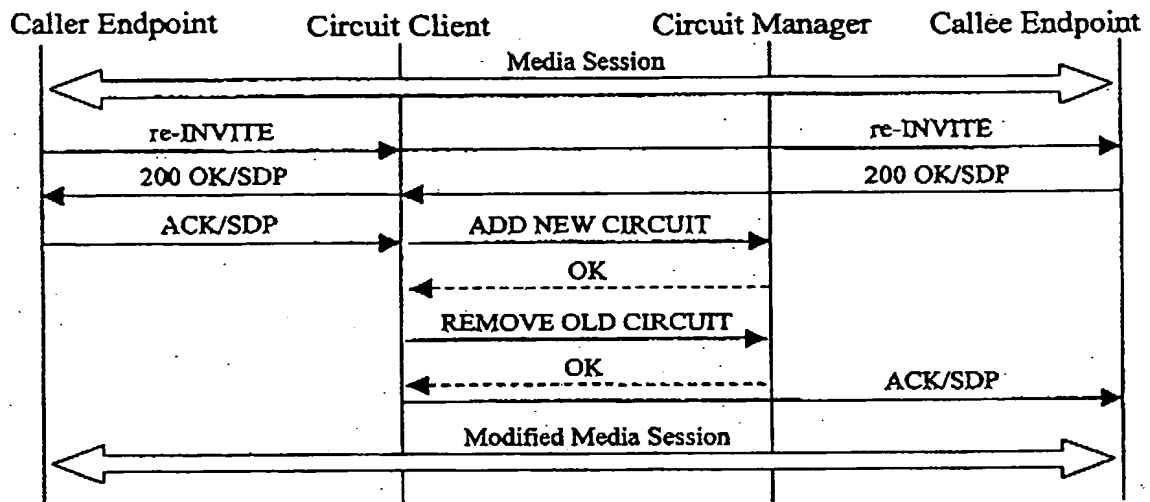 Caller Endpoint
Circuit Client
Circuit Manager
Callee Endpoint
Media Session
re-INVITE
re-INVITE
200 OK/SDP
200 OK/SDP
ACK/SDP
ADD NEW CIRCUIT
OK
REMOVE OLD CIRCUIT
OK
ACK/SDP
Modified Media Session